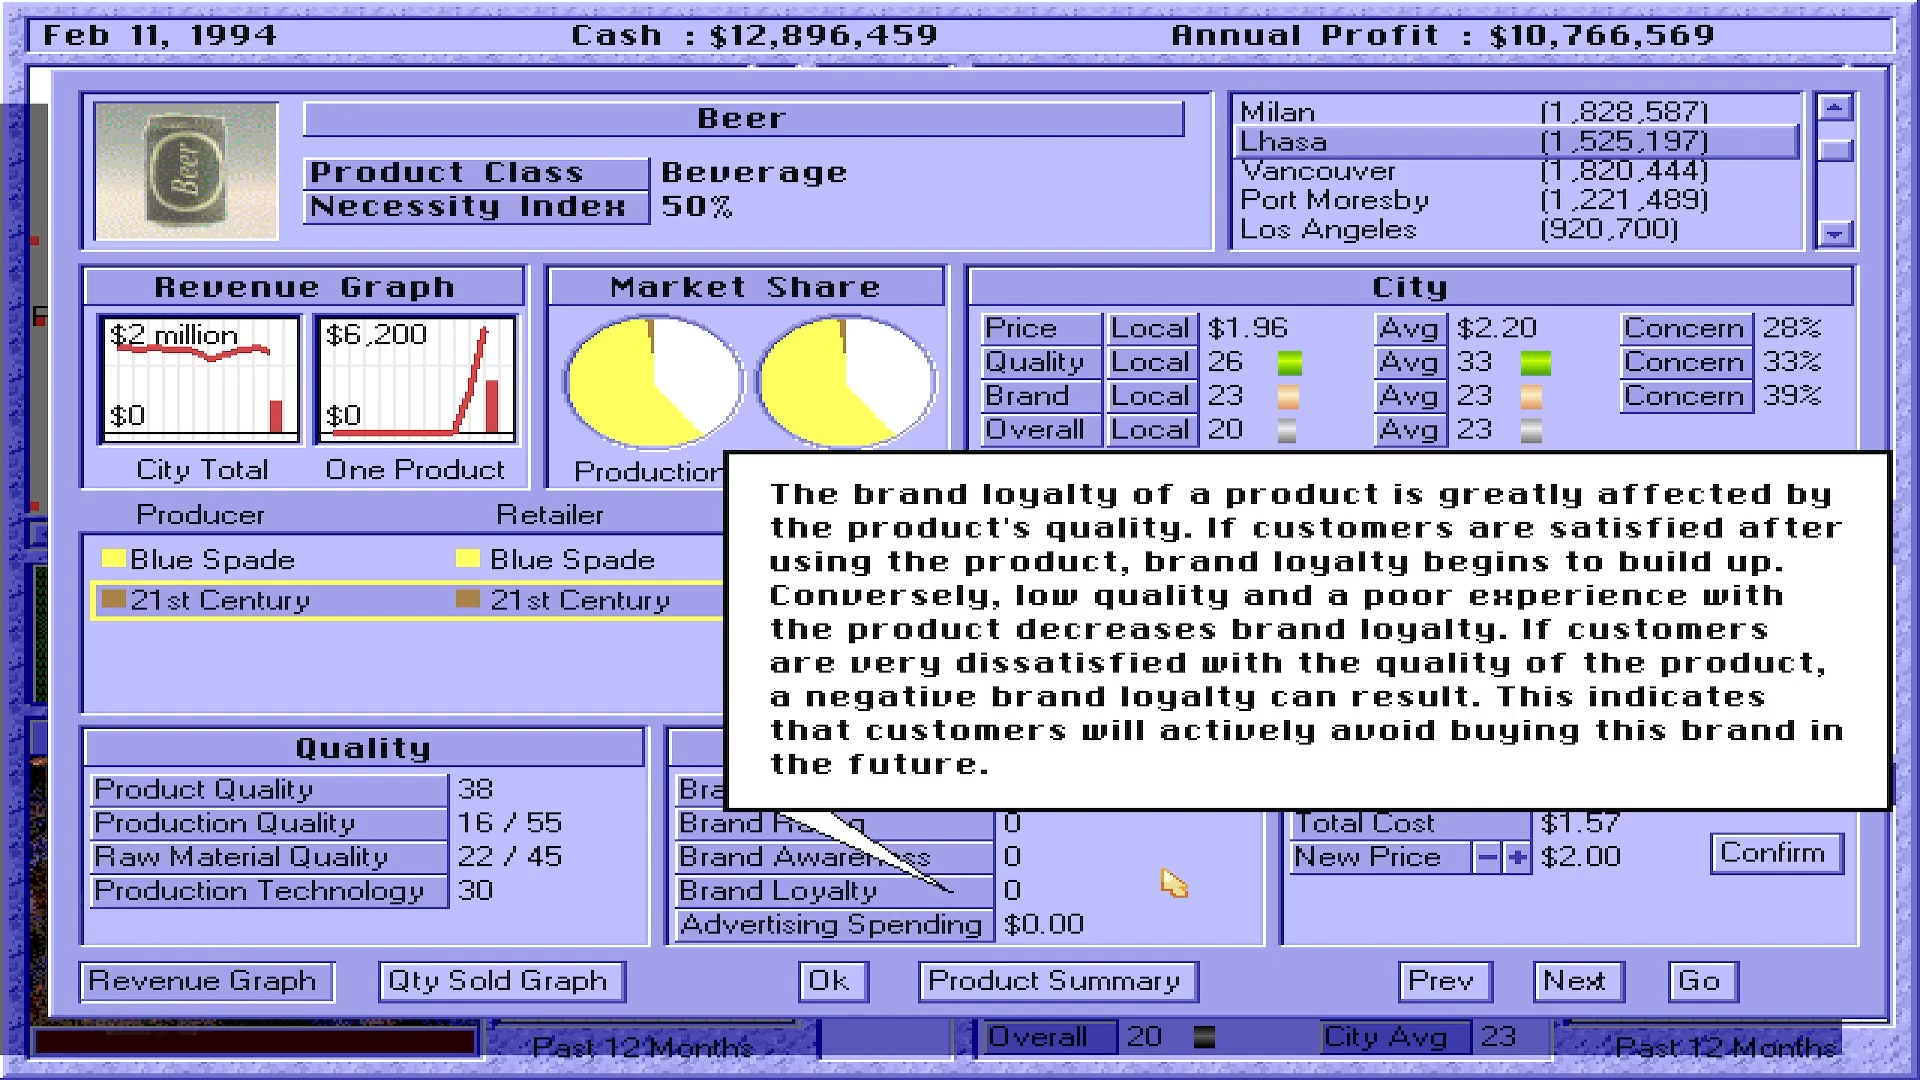 Feb 11, 1994 Cash : $12,896,459 Annual Profit : $10,766,569
Beer
Beer
Product Class Beverage
Necessity Index 50%
Milan (1,828,587)
Lhasa (1,525,197)
Vancouver (1,820,444)
Port Moresby (1,221,489)
Los Angeles (920,700)
Revenue Graph
$2 million
$0
City Total
$6,200
$0
One Product
Market Share
Production
City
Price Local $1.96 Avg $2.20 Concern 28%
Quality Local 26 Avg 33 Concern 33%
Brand Local 23 Avg 23 Concern 39%
Overall Local 20 Avg 23
Producer Retailer
Blue Spade Blue Spade
21st Century 21st Century
The brand loyalty of a product is greatly affected by
the product's quality. If customers are satisfied after
using the product, brand loyalty begins to build up.
Conversely, low quality and a poor experience with
the product decreases brand loyalty. If customers
are very dissatisfied with the quality of the product,
a negative brand loyalty can result. This indicates
that customers will actively avoid buying this brand in
the future.
Quality
Product Quality 38
Production Quality 16 / 55
Raw Material Quality 22 / 45
Production Technology 30
Bra
Brand 0
Brand Awareness 0
Brand Loyalty 0
Advertising Spending $0.00
Total Cost $1.57
New Price - + $2.00
Confirm
Revenue Graph Qty Sold Graph Ok Product Summary Prev Next Go
Past 12 Months Overall 20 City Avg 23 Past 12 Months